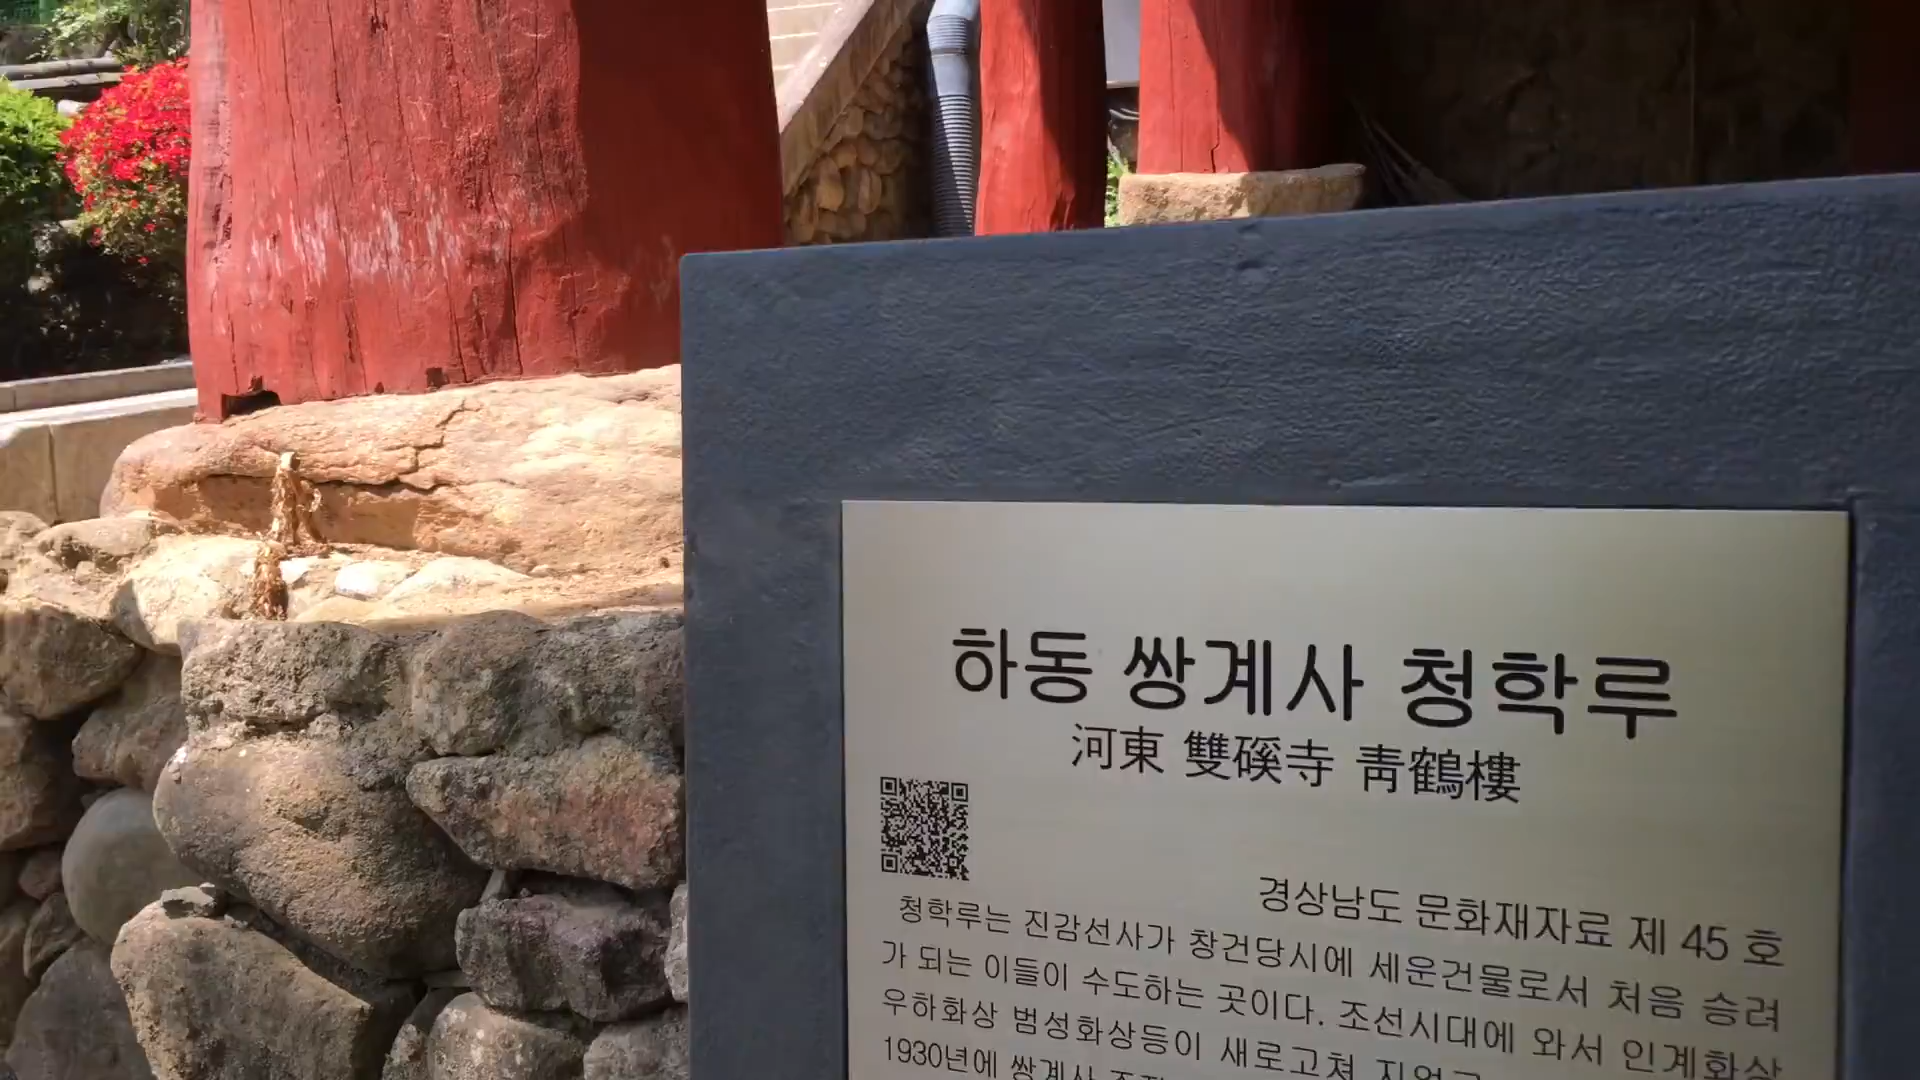 하동 쌍계사 청학루
河東 雙磎寺 靑鶴樓
경상남도 문화재자료 제 45 호
청학루는 진감선사가 창건당시에 세운건물로서 처음 승려
가 되는 이들이 수도하는 곳이다. 조선시대에 와서 인계화상
우하화상 범성화상등이 새로고쳐
1930년에 쌍계사